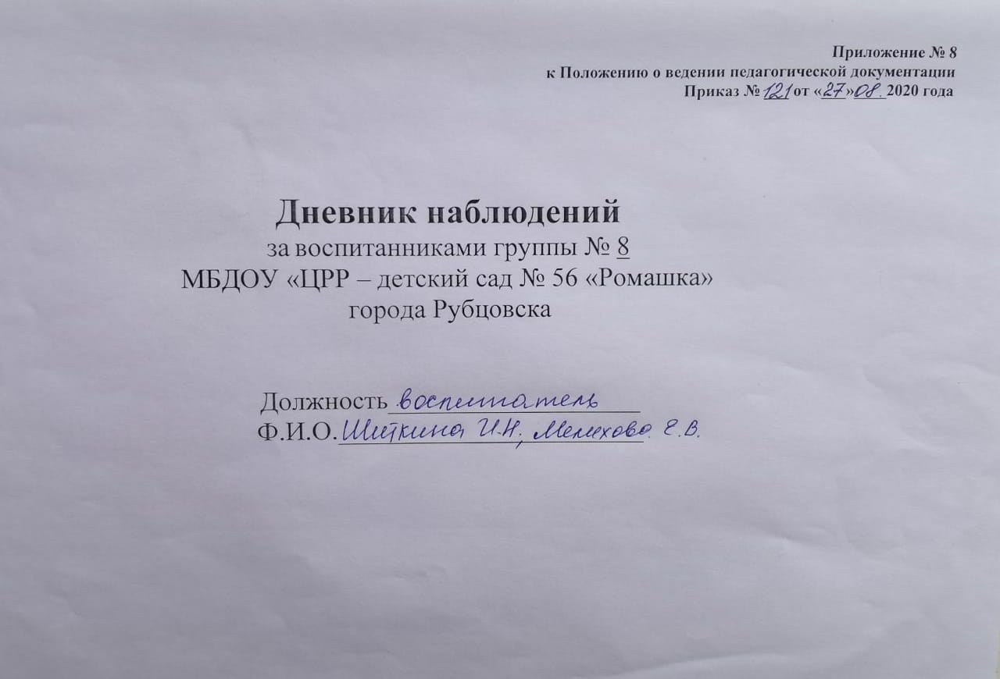 Приложение № 8
к Положению о ведении педагогической документации
Приказ № 121 от «27» 08. 2020 года
Дневник наблюдений
за воспитанниками группы № 8
МБДОУ «ЦРР – детский сад № 56 «Ромашка»
города Рубцовска
Должность воспитатель
Ф.И.О. Шиткина И.Н., Мелихова Е.В.